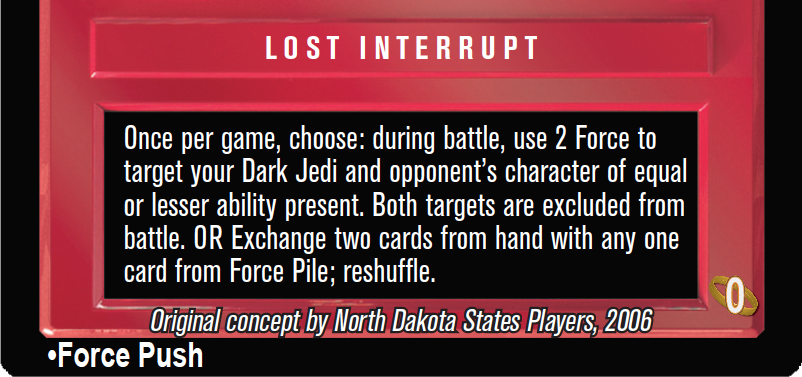 LOST INTERRUPT
Once per game, choose: during battle, use 2 Force to
target your Dark Jedi and opponent's character of equal
or lesser ability present. Both targets are excluded from
battle. OR Exchange two cards from hand with any one
card from Force Pile; reshuffle.
0
Original concept by North Dakota States Players, 2006
•Force Push